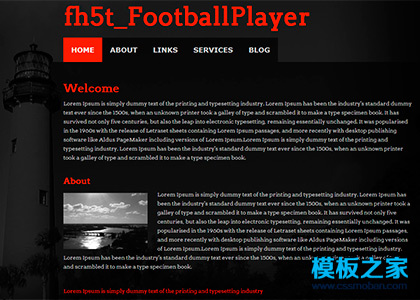 fh5t_FootballPlayer
HOME ABOUT LINKS SERVICES BLOG
Welcome
Lorem Ipsum is simply dummy text of the printing and typesetting industry. Lorem Ipsum has been the industry's standard dummy
text ever since the 1500s, when an unknown printer took a galley of type and scrambled it to make a type specimen book. It has
survived not only five centuries, but also the leap into electronic typesetting, remaining essentially unchanged. It was popularised
in the 1960s with the release of Letraset sheets containing Lorem Ipsum passages, and more recently with desktop publishing
software like Aldus PageMaker including versions of Lorem Ipsum.Lorem Ipsum is simply dummy text of the printing and typesetting
industry. Lorem Ipsum has been the industry's standard dummy text ever since the 1500s, when an unknown printer took a galley of type and scrambled it to make a type specimen book.
About
Lorem Ipsum is simply dummy text of the printing and typesetting industry. Lorem
Ipsum has been the industry's standard dummy text ever since the 1500s, when an
unknown printer took a galley of type and scrambled it to make a type specimen book. It has survived not only five
centuries, but also the leap into electronic typesetting, remaining essentially
unchanged. It was popularised in the 1960s with the release of Letraset sheets containing Lorem Ipsum passages,
and more recently with desktop publishing software like Aldus PageMaker including versions
of Lorem Ipsum.Lorem Ipsum is simply dummy text of the printing and typesetting
industry. Lorem Ipsum has been the industry's standard dummy text ever since the 1500s, when an unknown printer
took a galley of type and scrambled it to make a type specimen book.
Lorem Ipsum is simply dummy text of the printing and typesetting industry
模板之家
www.cssmoban.com